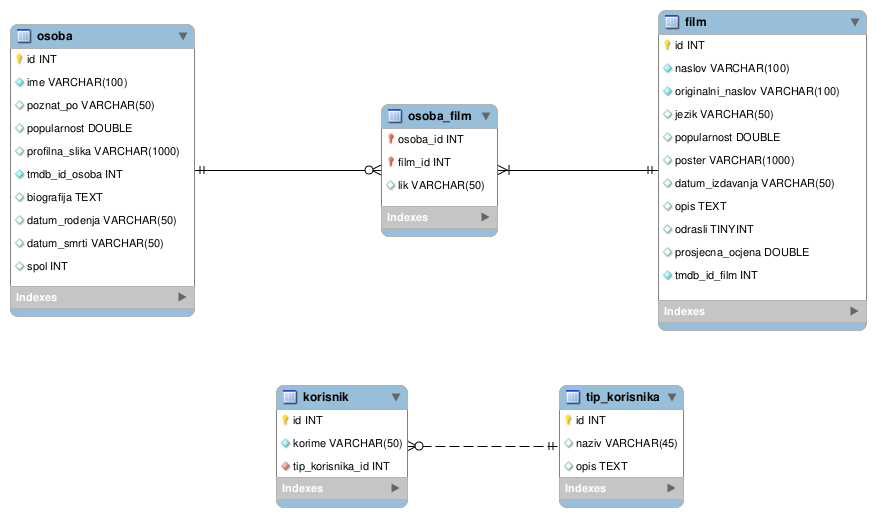 osoba
id INT
ime VARCHAR(100)
poznat_po VARCHAR(50)
popularnost DOUBLE
profilna_slika VARCHAR(1000)
tmdb_id_osoba INT
biografija TEXT
datum_rodenja VARCHAR(50)
datum_smrti VARCHAR(50)
spol INT
Indexes
osoba_film
osoba_id INT
film_id INT
lik VARCHAR(50)
Indexes
film
id INT
naslov VARCHAR(100)
originalni_naslov VARCHAR(100)
jezik VARCHAR(50)
popularnost DOUBLE
poster VARCHAR(1000)
datum_izdavanja VARCHAR(50)
opis TEXT
odrasli TINYINT
prosjecna_ocjena DOUBLE
tmdb_id_film INT
Indexes
korisnik
id INT
korime VARCHAR(50)
tip_korisnika_id INT
Indexes
tip_korisnika
id INT
naziv VARCHAR(45)
opis TEXT
Indexes